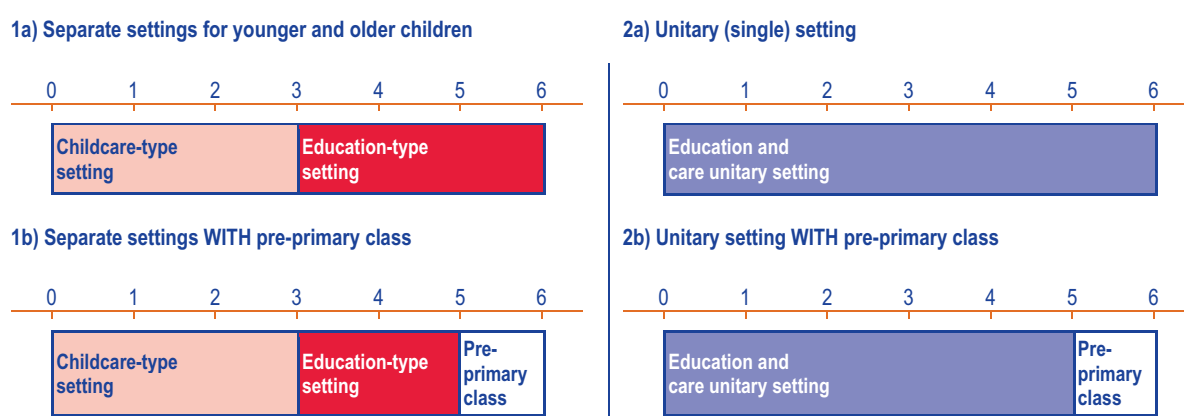 1a) Separate settings for younger and older children
0 1 2 3 4 5 6
Childcare-type
setting
Education-type
setting
2a) Unitary (single) setting
0 1 2 3 4 5 6
Education and
care unitary setting
1b) Separate settings WITH pre-primary class
0 1 2 3 4 5 6
Childcare-type
setting
Education-type
setting
Pre-
primary
class
2b) Unitary setting WITH pre-primary class
0 1 2 3 4 5 6
Education and
care unitary setting
Pre-
primary
class